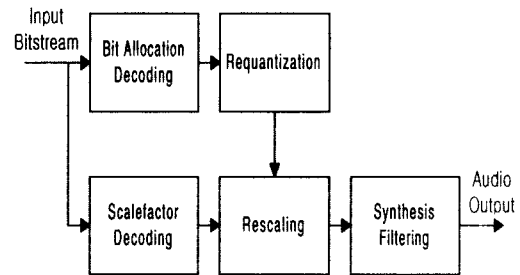 Input
Bitstream
Bit Allocation
Decoding
Requantization
Scalefactor
Decoding
Rescaling
Synthesis
Filtering
Audio
Output